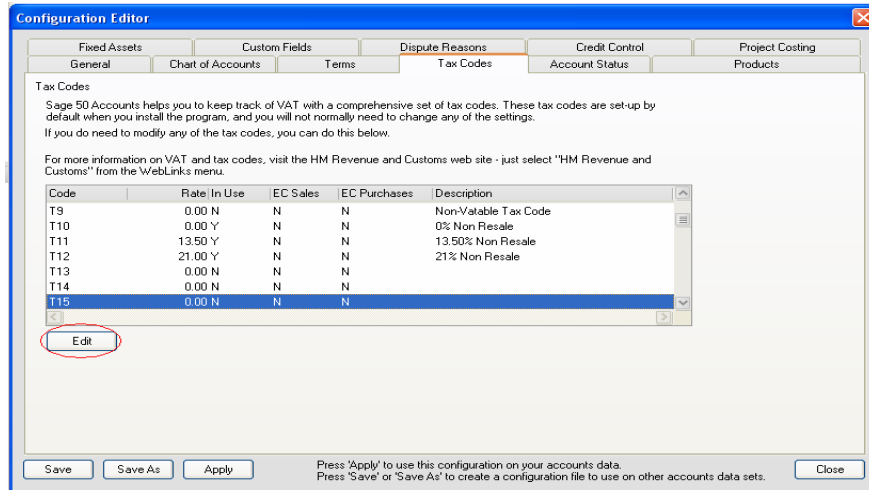 Configuration Editor
Fixed Assets Custom Fields Dispute Reasons Credit Control Project Costing
General Chart of Accounts Terms Tax Codes Account Status Products
Tax Codes
Sage 50 Accounts helps you to keep track of VAT with a comprehensive set of tax codes. These tax codes are set-up by
default when you install the program, and you will not normally need to change any of the settings.
If you do need to modify any of the tax codes, you can do this below.
For more information on VAT and tax codes, visit the HM Revenue and Customs web site - just select "HM Revenue and
Customs" from the WebLinks menu.
Code Rate In Use EC Sales EC Purchases Description
T9 0.00 N N N Non-Vatable Tax Code
T10 0.00 Y N N 0% Non Resale
T11 13.50 Y N N 13.50% Non Resale
T12 21.00 Y N N 21% Non Resale
T13 0.00 N N N
T14 0.00 N N N
T15 0.00 N N N
Edit
Save Save As Apply Press 'Apply' to use this configuration on your accounts data. Close
Press 'Save' or 'Save As' to create a configuration file to use on other accounts data sets.